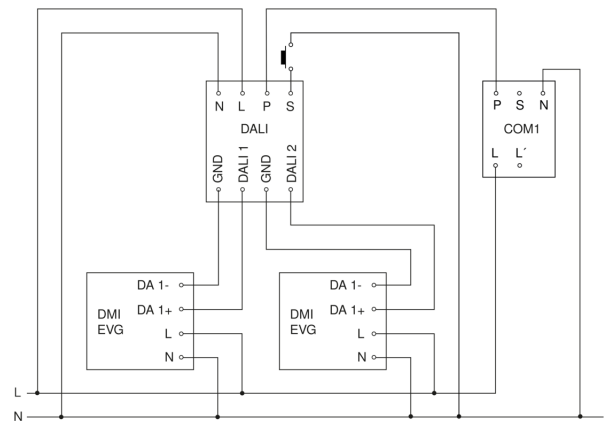 N L P S
DALI
GND DALI 1 GND DALI 2
P S N
COM1
L L´
DA 1-
DA 1+
DMI
EVG
L
N
DA 1-
DA 1+
DMI
EVG
L
N
L
N